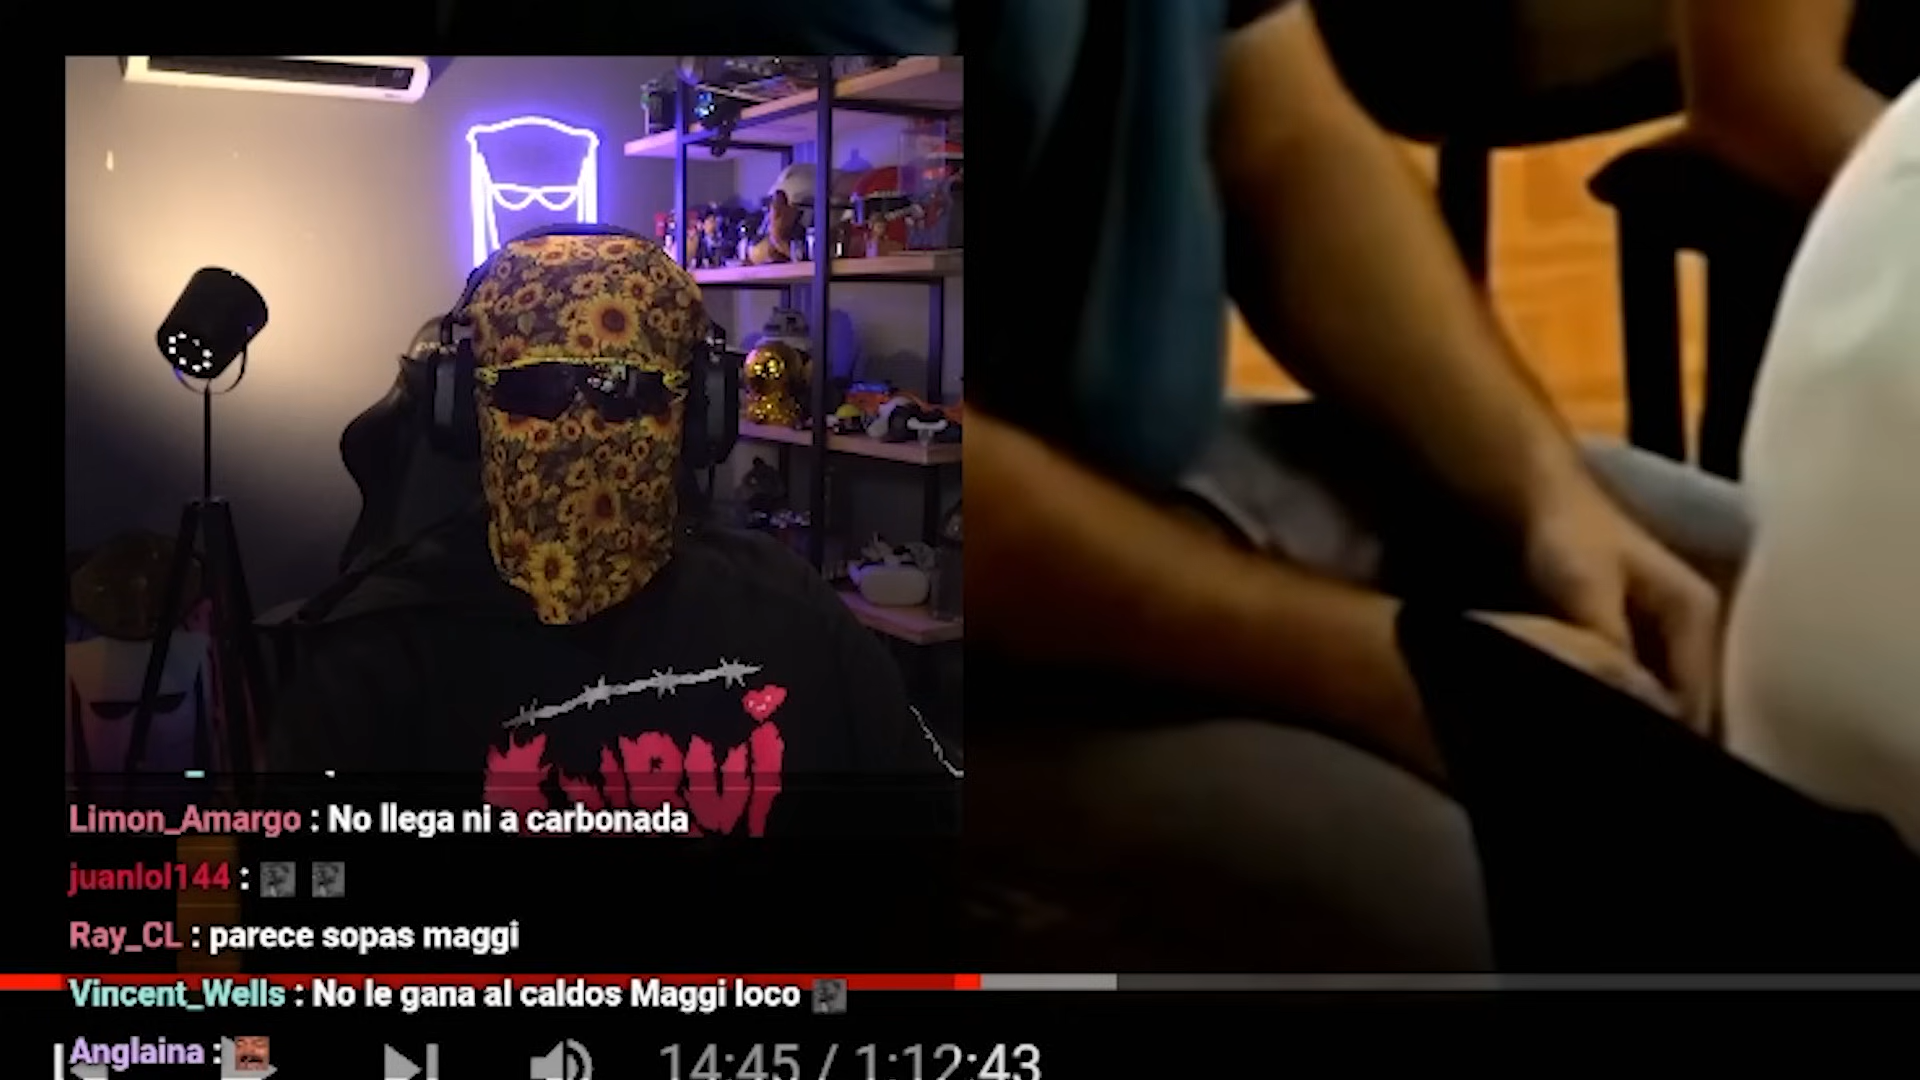 Limon_Amargo : No llega ni a carbonada
juanlol144 :
Ray_CL : parece sopas maggi
Vincent_Wells : No le gana al caldos Maggi loco
Anglaina :
14:45 / 1:12:43